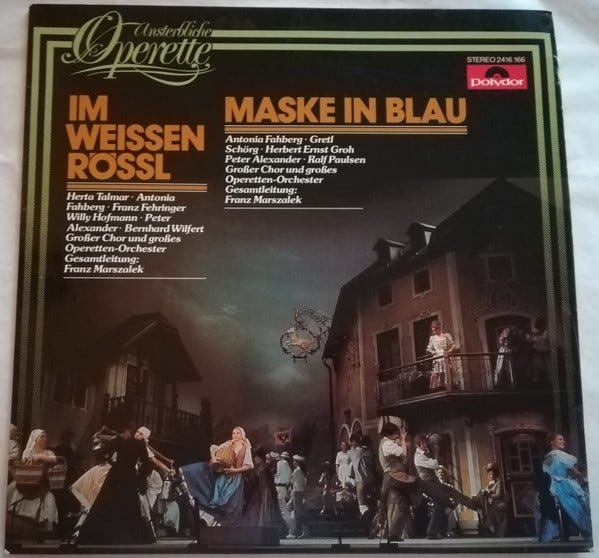 Unsterbliche
Operette
STEREO 2416 166
Polydor
IM
WEISSEN
RÖSSL
Herta Talmar · Antonia
Fahberg · Franz Fehringer
Willy Hofmann · Peter
Alexander · Bernhard Wilfert
Großer Chor und großes
Operetten-Orchester
Gesamtleitung:
Franz Marszalek
MASKE IN BLAU
Antonia Fahberg · Gretl
Schörg · Herbert Ernst Groh
Peter Alexander · Ralf Paulsen
Großer Chor und großes
Operetten-Orchester
Gesamtleitung:
Franz Marszalek